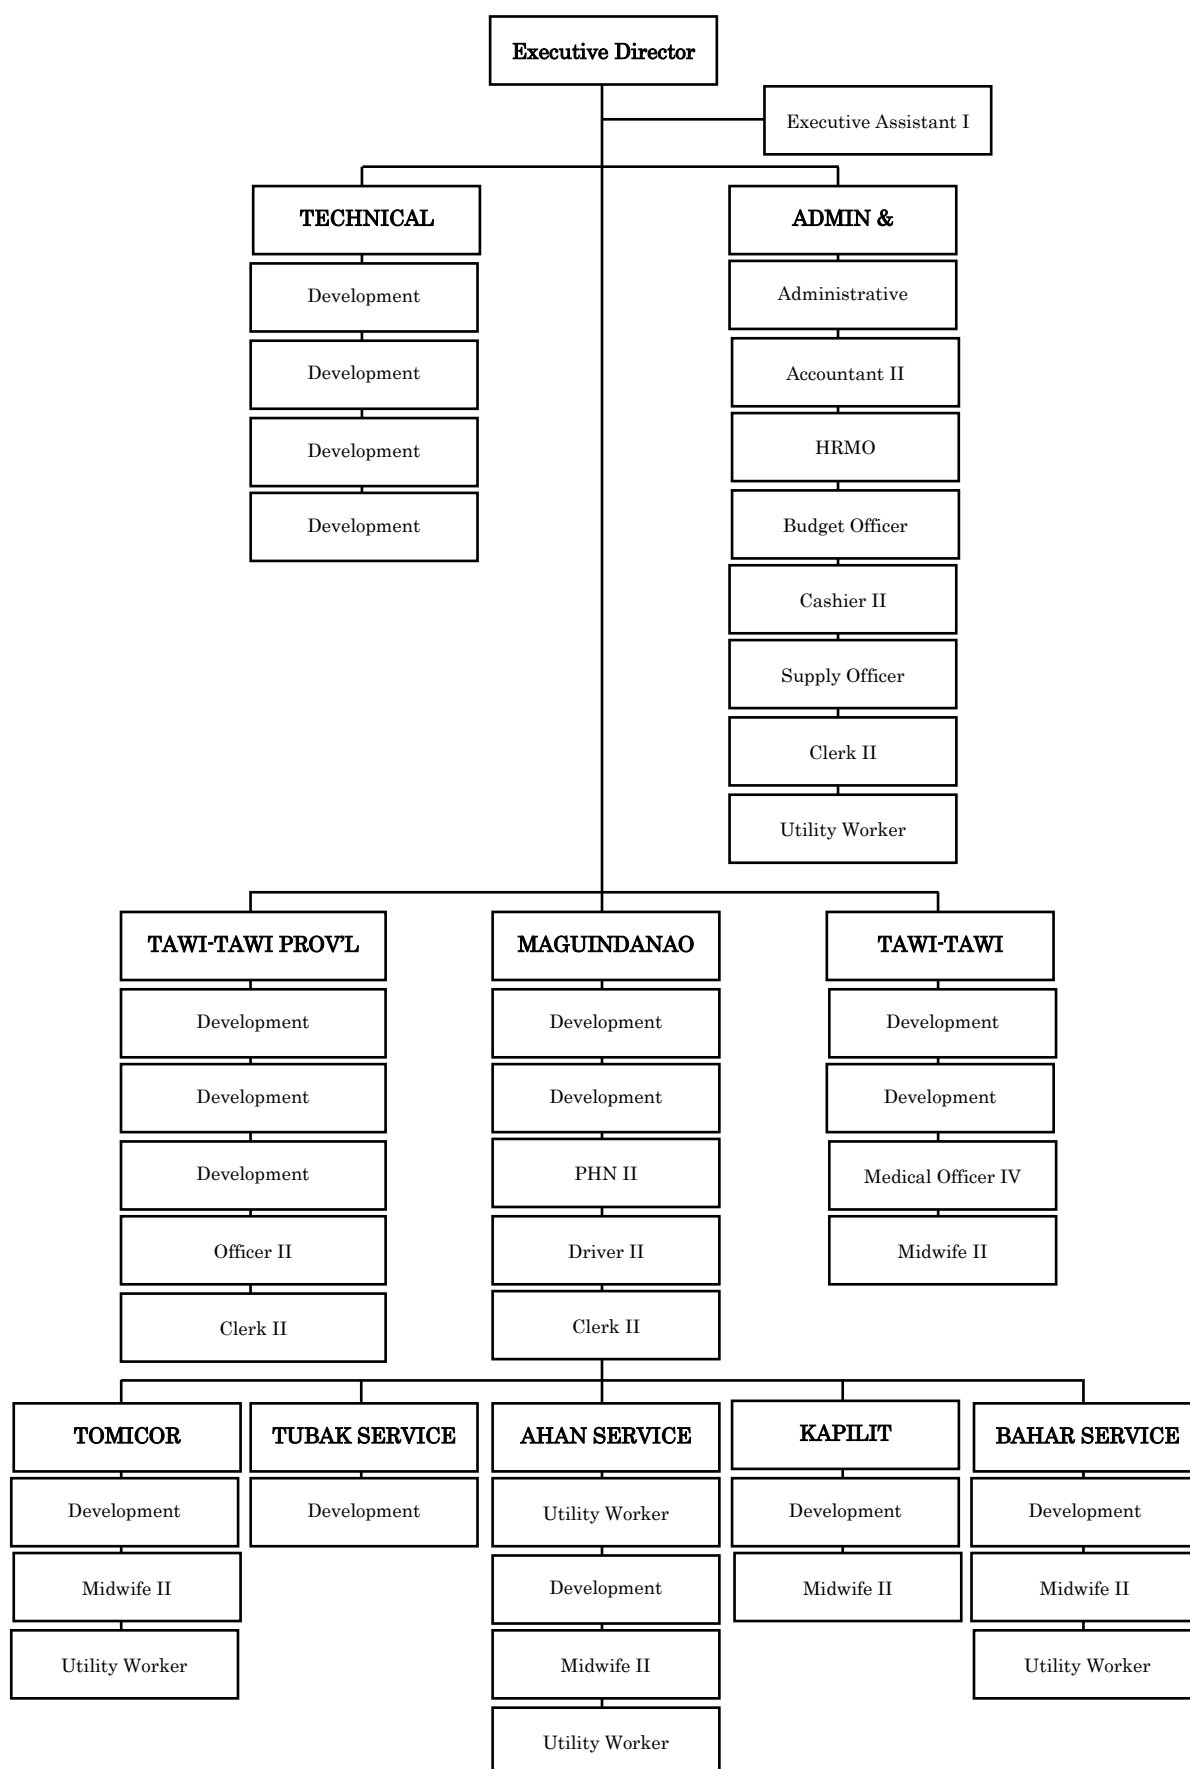 Executive Director
Executive Assistant I
TECHNICAL
Development
Development
Development
Development
ADMIN &
Administrative
Accountant II
HRMO
Budget Officer
Cashier II
Supply Officer
Clerk II
Utility Worker
TAWI-TAWI PROV'L
Development
Development
Development
Officer II
Clerk II
MAGUINDANAO
Development
Development
PHN II
Driver II
Clerk II
TAWI-TAWI
Development
Development
Medical Officer IV
Midwife II
TOMICOR
Development
Midwife II
Utility Worker
TUBAK SERVICE
Development
AHAN SERVICE
Utility Worker
Development
Midwife II
Utility Worker
KAPILIT
Development
Midwife II
BAHAR SERVICE
Development
Midwife II
Utility Worker